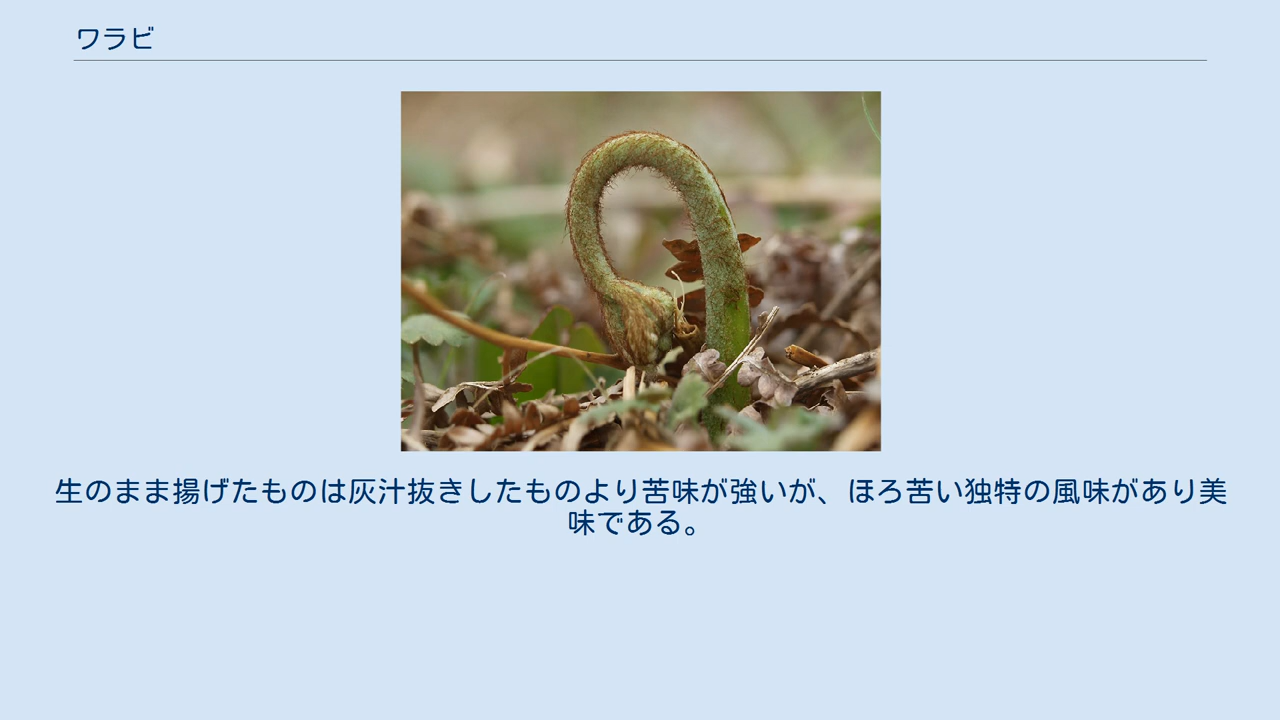 ワラビ
生のまま揚げたものは灰汁抜きしたものより苦味が強いが、ほろ苦い独特の風味があり美
味である。